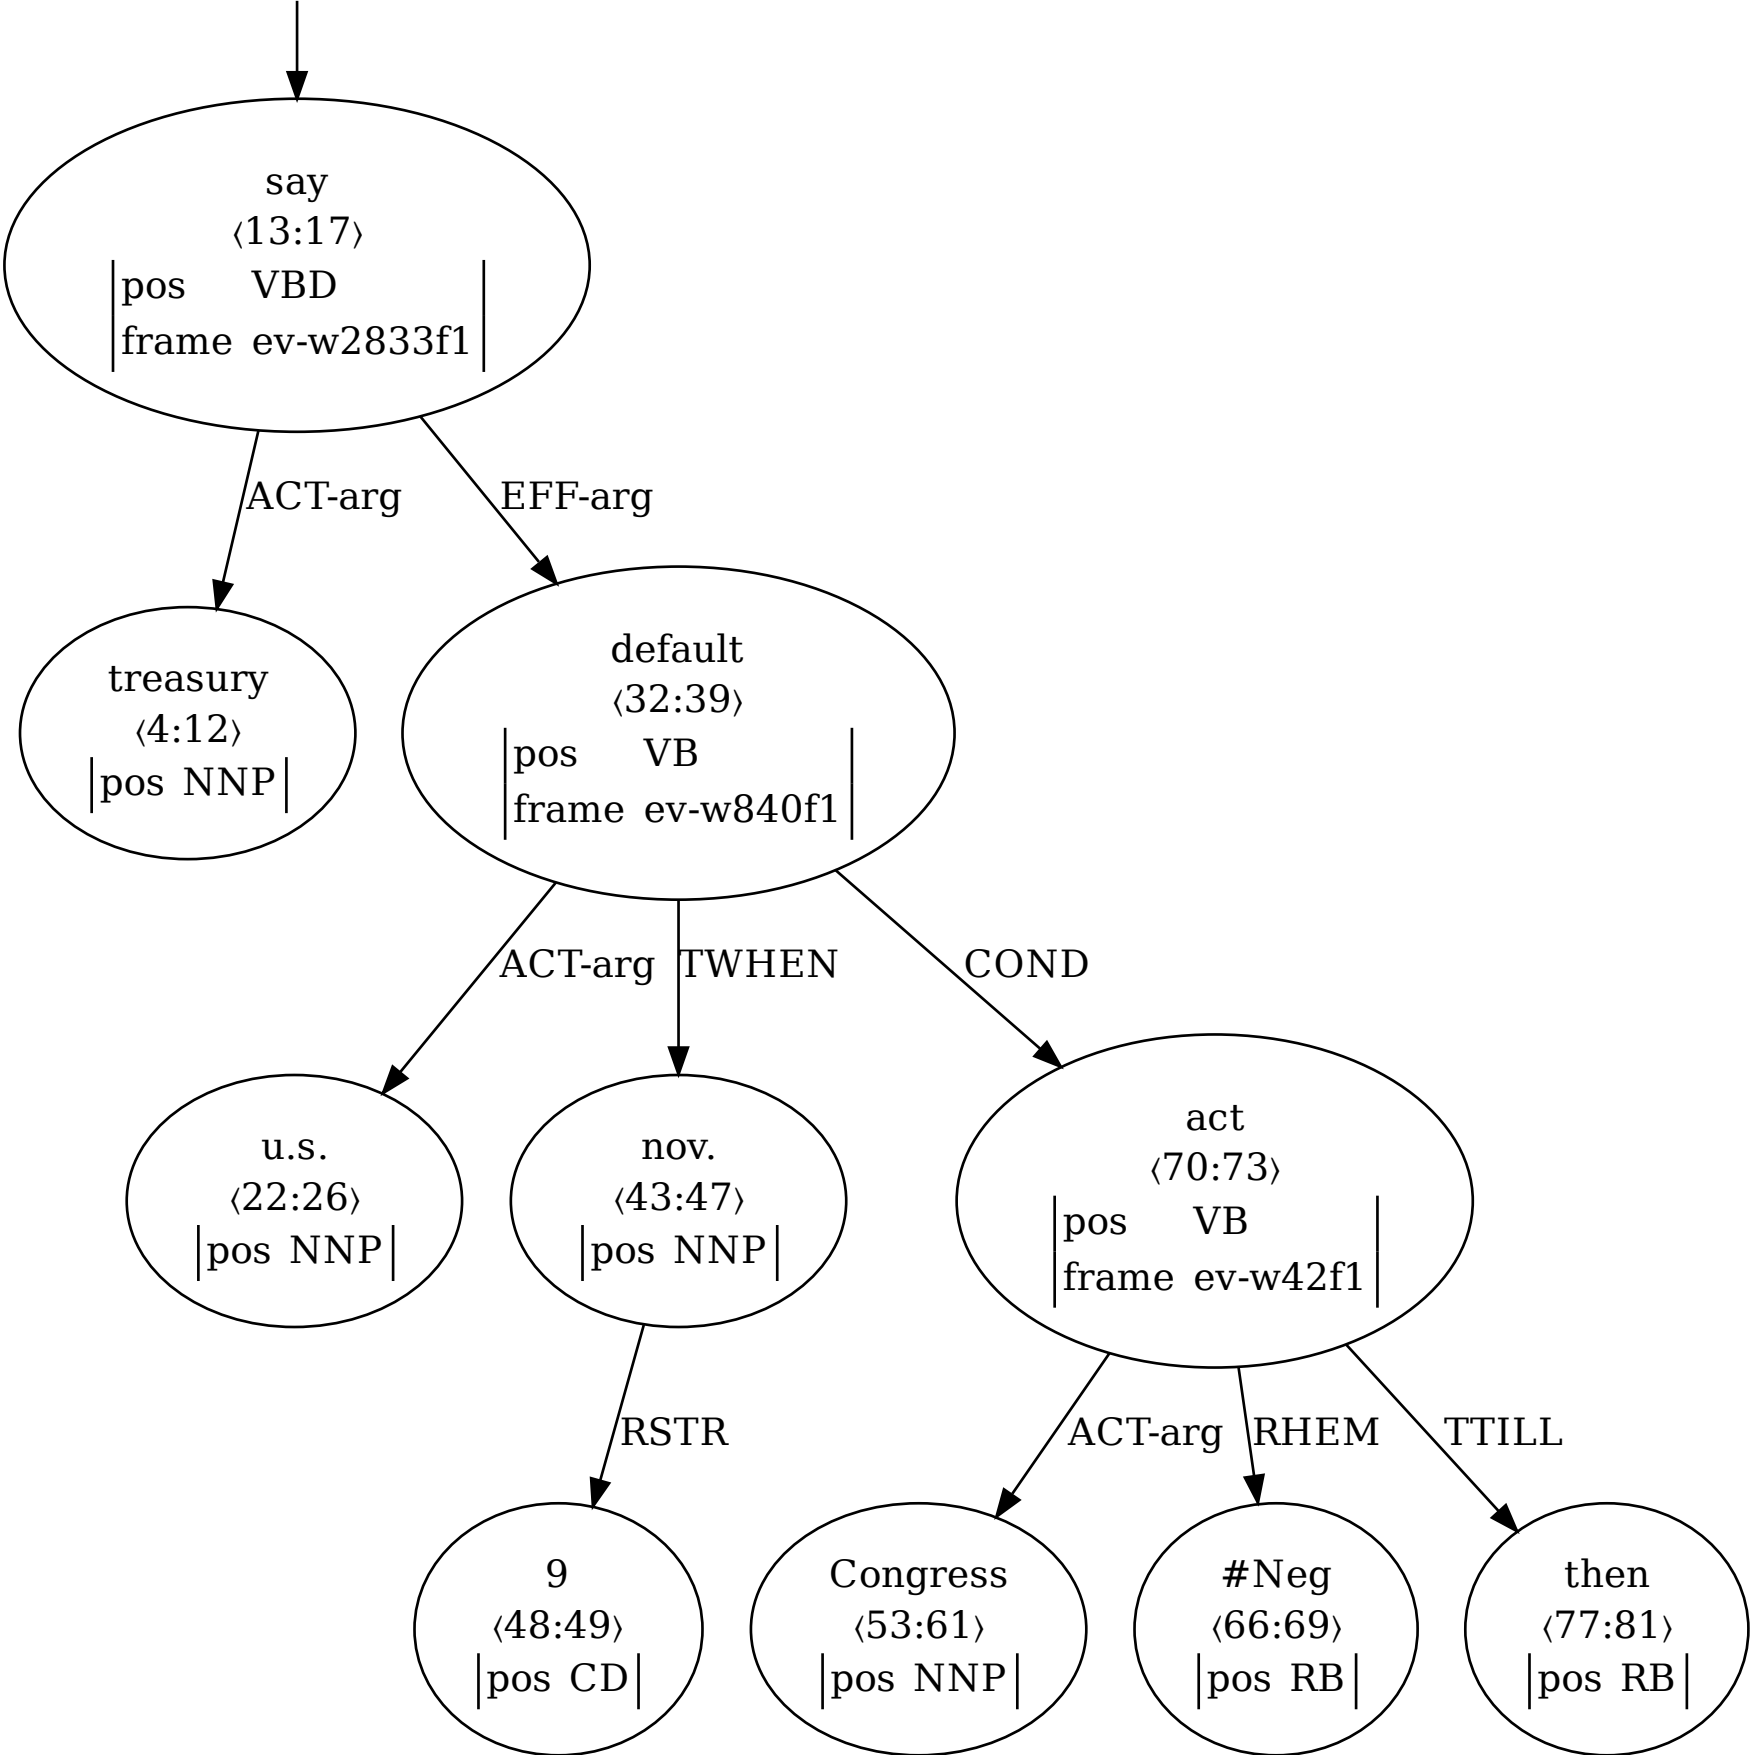 say
⟨13:17⟩
pos VBD
frame ev-w2833f1
ACT-arg
EFF-arg
treasury
⟨4:12⟩
pos NNP
default
⟨32:39⟩
pos VB
frame ev-w840f1
ACT-arg
TWHEN
COND
u.s.
⟨22:26⟩
pos NNP
nov.
⟨43:47⟩
pos NNP
act
⟨70:73⟩
pos VB
frame ev-w42f1
RSTR
ACT-arg
RHEM
TTILL
9
⟨48:49⟩
pos CD
Congress
⟨53:61⟩
pos NNP
#Neg
⟨66:69⟩
pos RB
then
⟨77:81⟩
pos RB